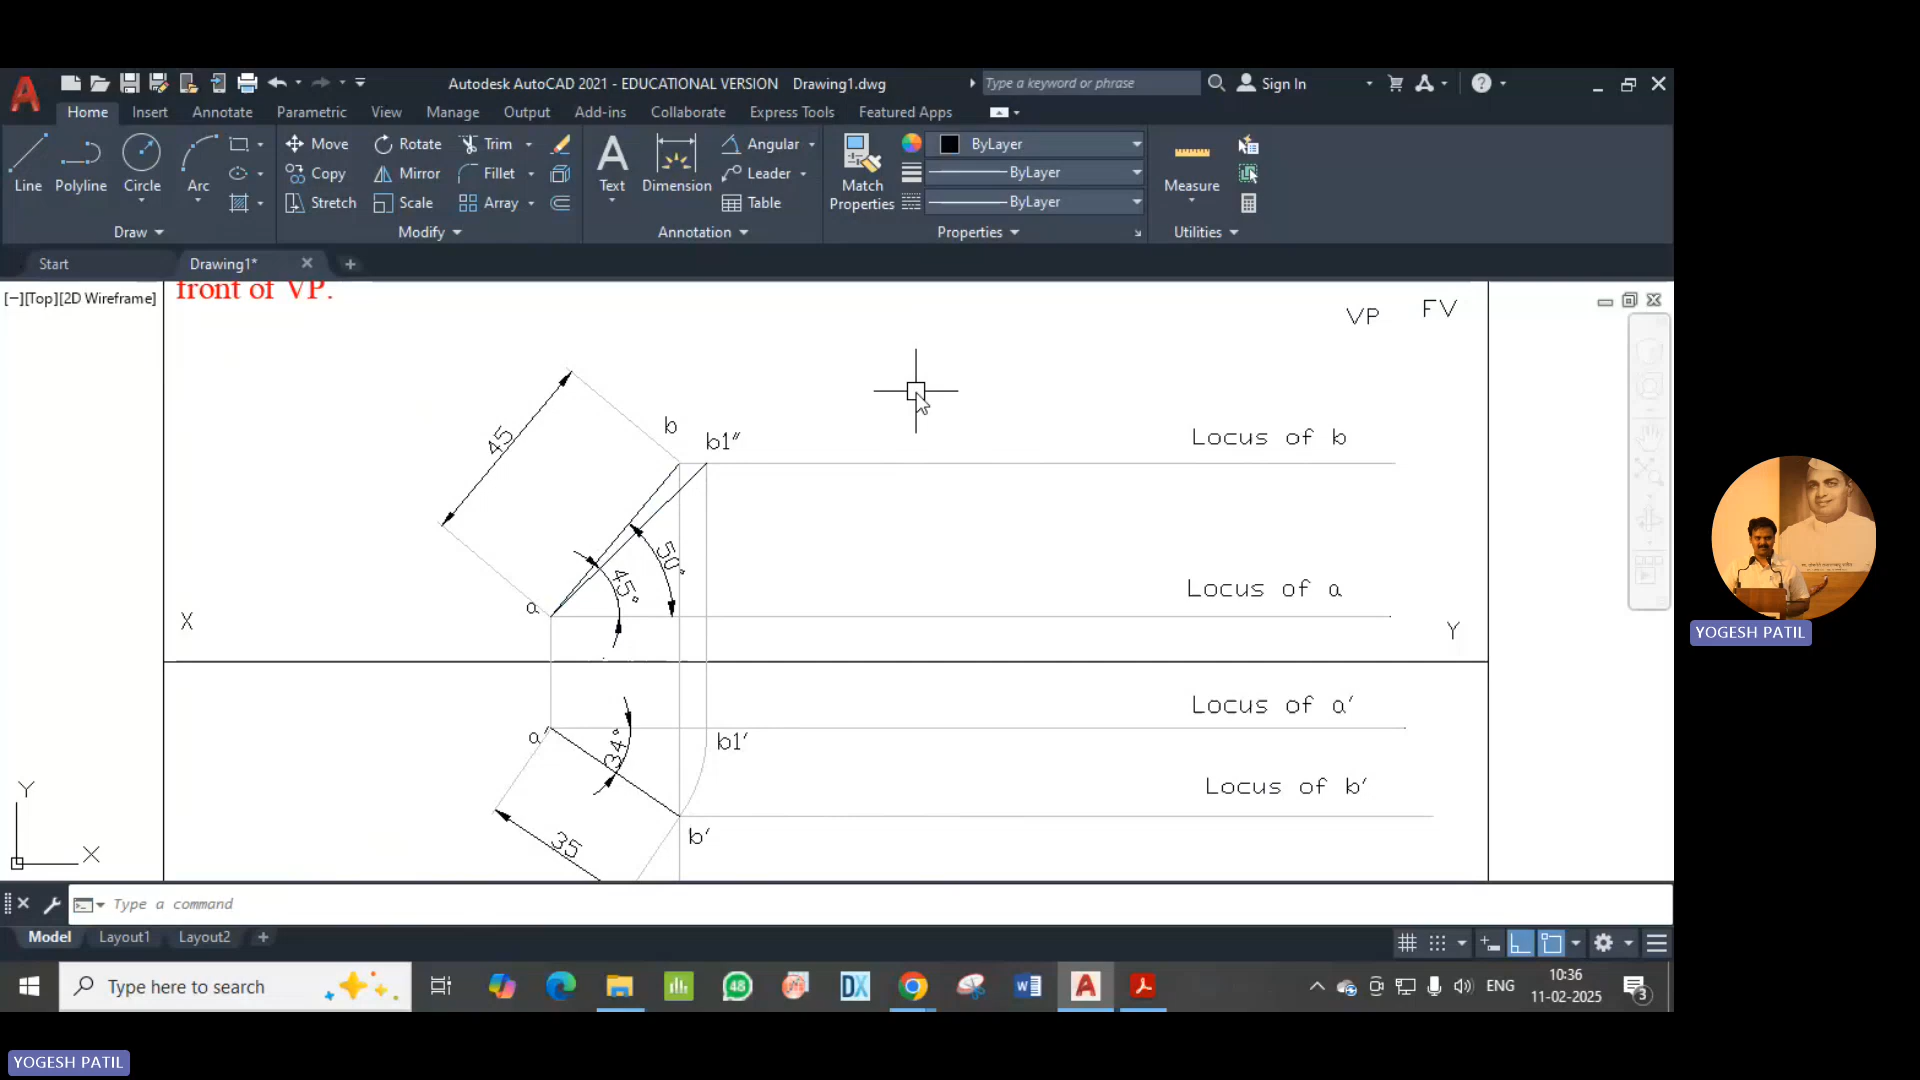 Autodesk AutoCAD 2021 - EDUCATIONAL VERSION Drawing1.dwg
Type a keyword or phrase
Sign In
Home Insert Annotate Parametric View Manage Output Add-ins Collaborate Express Tools Featured Apps
Line Polyline Circle Arc
Move Rotate Trim
Copy Mirror Fillet
Stretch Scale Array
Text Dimension
Angular
Leader
Table
Match Properties
ByLayer
ByLayer
ByLayer
Measure
Draw Modify Annotation Properties Utilities
Start Drawing1*
[−][Top][2D Wireframe]
front of VP.
VP FV
45
b b1″
Locus of b
50°
45°
a
Locus of a
X Y
Locus of a′
a′
34°
b1′
Locus of b′
b′
35
Y
X
YOGESH PATIL
Type a command
Model Layout1 Layout2
Type here to search
48
DX
ENG
10:36
11-02-2025
3
YOGESH PATIL